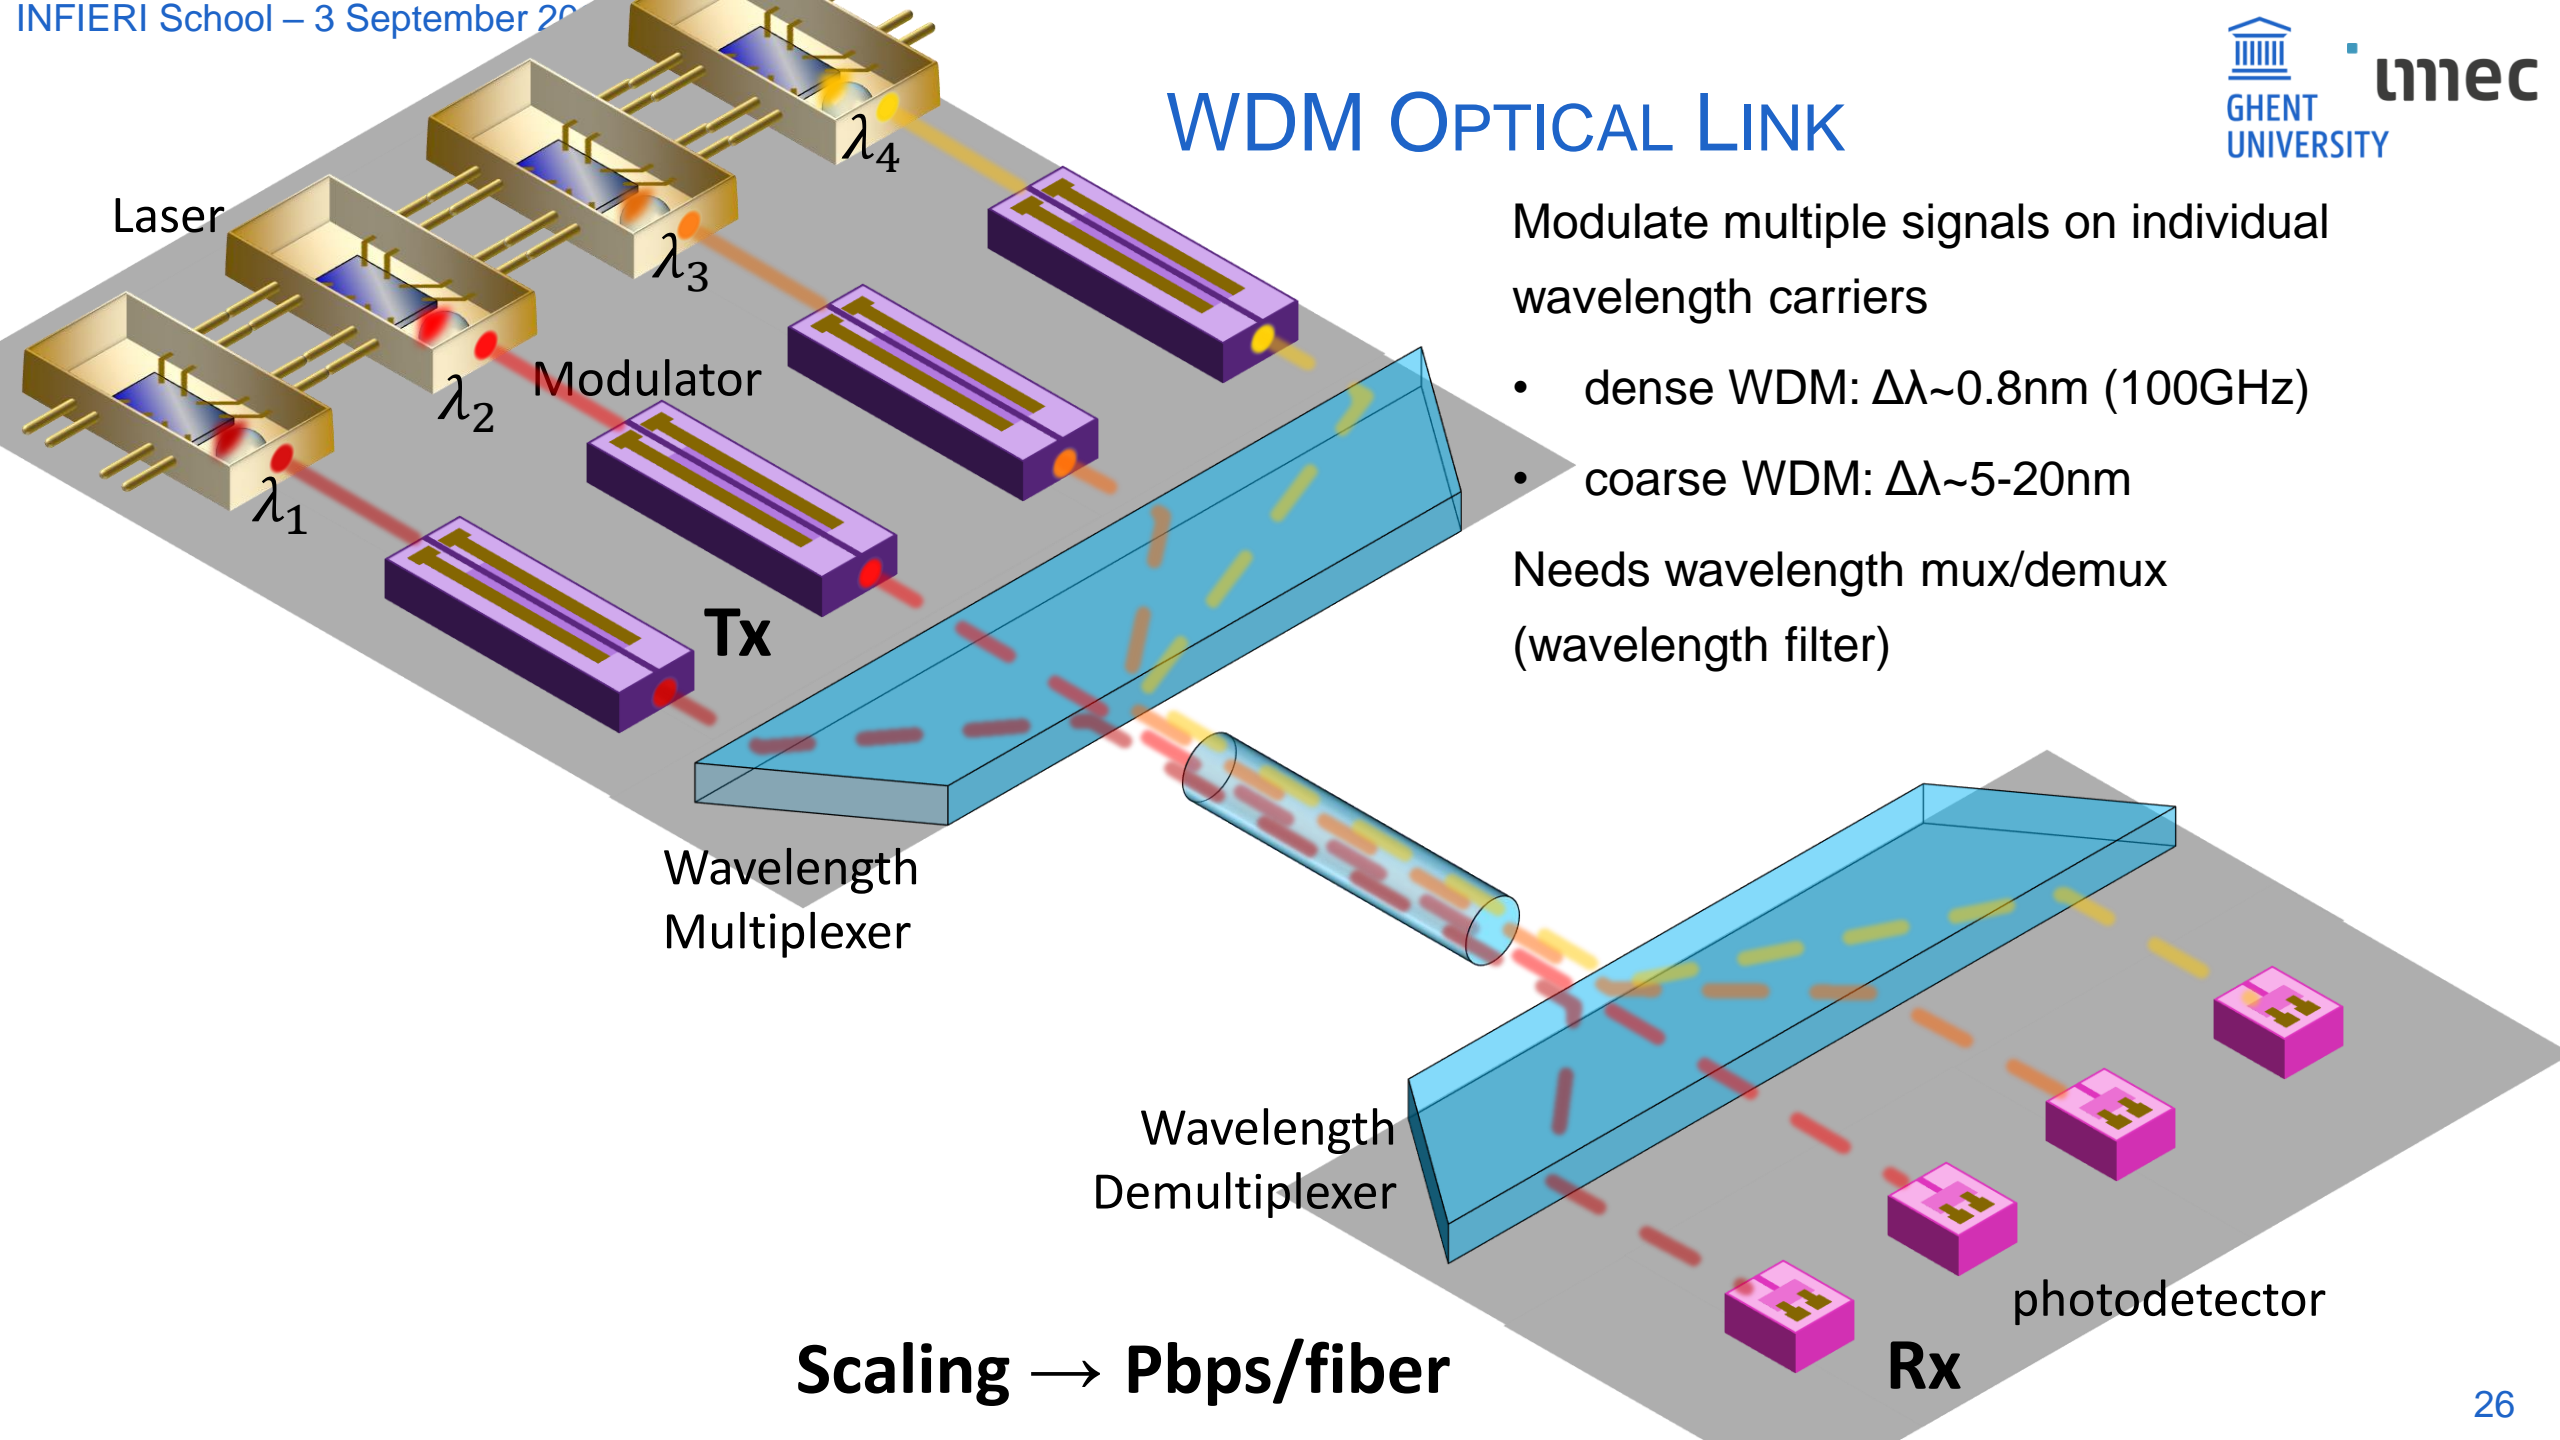 INFIERI School – 3 September 20
GHENT
UNIVERSITY
imec
WDM OPTICAL LINK
Modulate multiple signals on individual
wavelength carriers
• dense WDM: Δλ~0.8nm (100GHz)
• coarse WDM: Δλ~5-20nm
Needs wavelength mux/demux
(wavelength filter)
Laser
λ4
λ3
λ2
λ1
Modulator
Tx
Wavelength
Multiplexer
Wavelength
Demultiplexer
photodetector
Rx
Scaling → Pbps/fiber
26